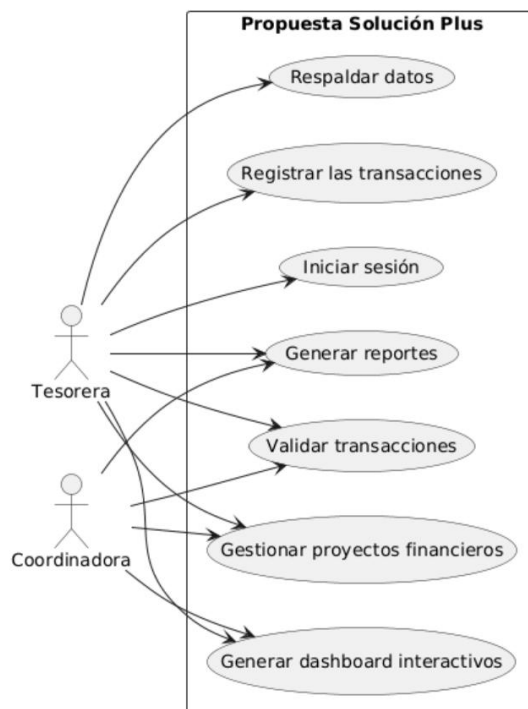 Propuesta Solución Plus
Respaldar datos
Registrar las transacciones
Iniciar sesión
Generar reportes
Tesorera
Validar transacciones
Gestionar proyectos financieros
Coordinadora
Generar dashboard interactivos